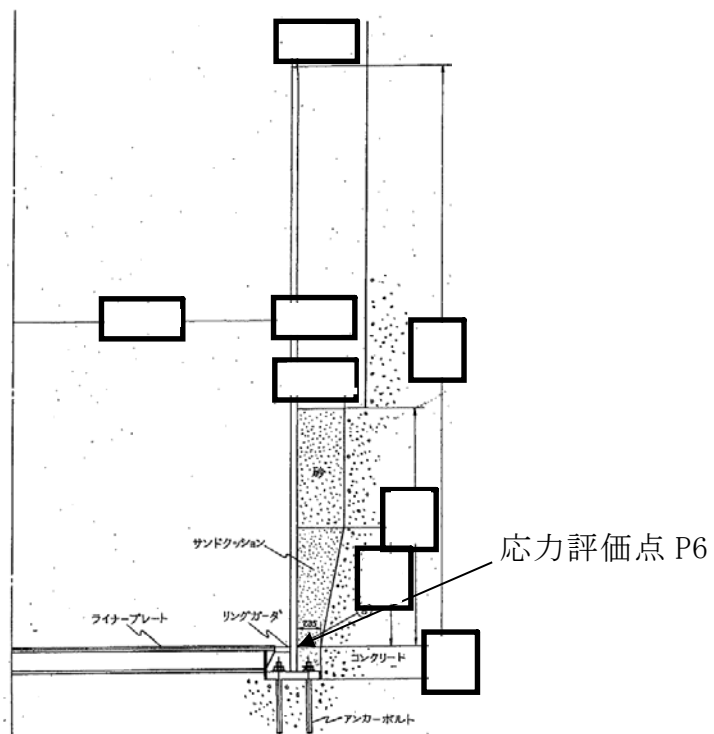 砂
サンドクッション
応力評価点 P6
235
ライナープレート
リングガーダ
コンクリート
アンカーボルト